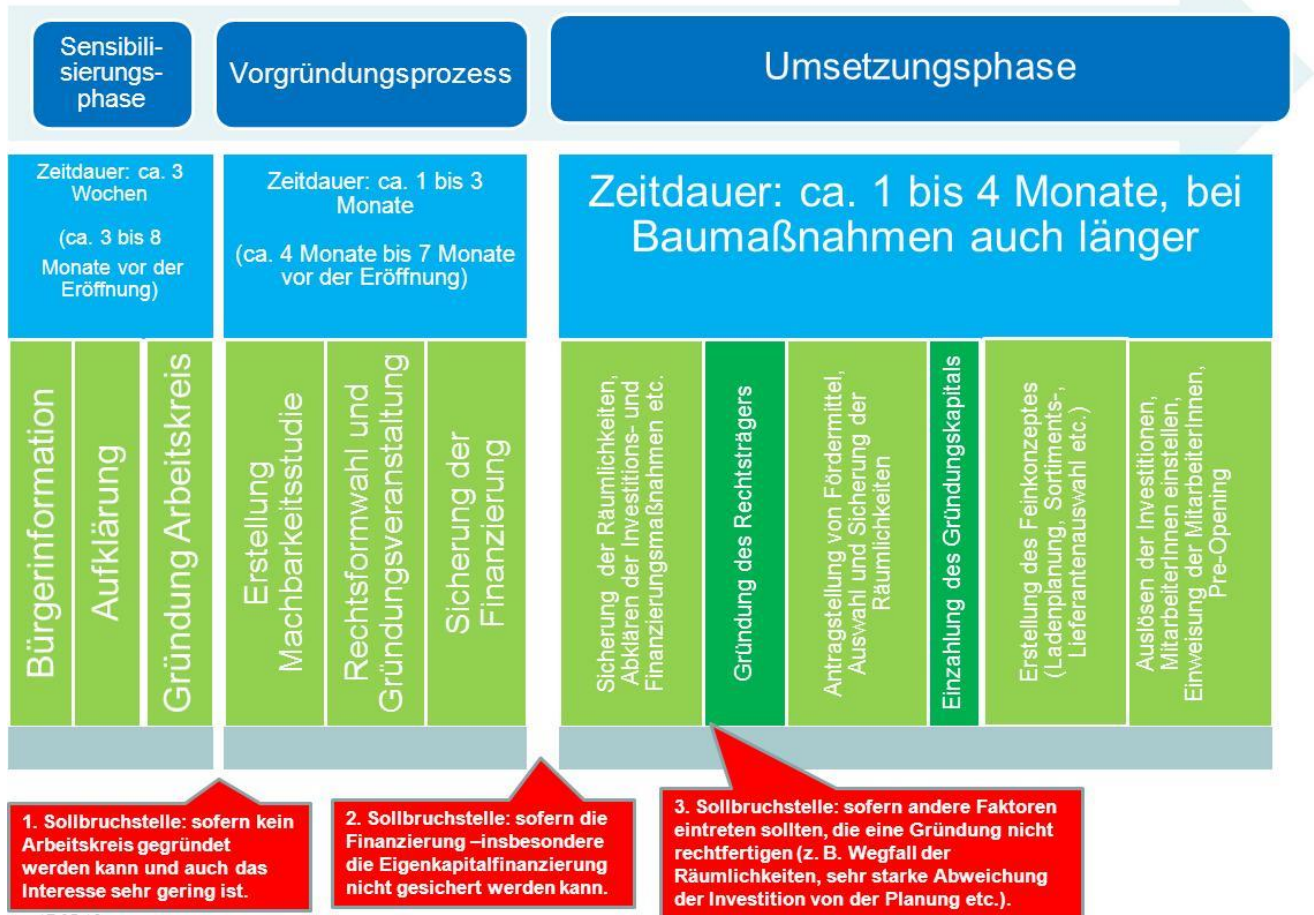 Sensibili-
sierungs-
phase
Vorgründungsprozess
Umsetzungsphase
Zeitdauer: ca. 3
Wochen
(ca. 3 bis 8
Monate vor der
Eröffnung)
Zeitdauer: ca. 1 bis 3
Monate
(ca. 4 Monate bis 7 Monate
vor der Eröffnung)
Zeitdauer: ca. 1 bis 4 Monate, bei
Baumaßnahmen auch länger
Bürgerinformation
Aufklärung
Gründung Arbeitskreis
Erstellung
Machbarkeitsstudie
Rechtsformwahl und
Gründungsveranstaltung
Sicherung der
Finanzierung
Sicherung der Räumlichkeiten,
Abklären der Investitions- und
Finanzierungsmaßnahmen etc.
Gründung des Rechtsträgers
Antragstellung von Fördermittel,
Auswahl und Sicherung der
Räumlichkeiten
Einzahlung des Gründungskapitals
Erstellung des Feinkonzeptes
(Ladenplanung, Sortiments-,
Lieferantenauswahl etc.)
Auslösen der Investitionen,
MitarbeiterInnen einstellen,
Einweisung der MitarbeiterInnen,
Pre-Opening
1. Sollbruchstelle: sofern kein
Arbeitskreis gegründet
werden kann und auch das
Interesse sehr gering ist.
2. Sollbruchstelle: sofern die
Finanzierung –insbesondere
die Eigenkapitalfinanzierung
nicht gesichert werden kann.
3. Sollbruchstelle: sofern andere Faktoren
eintreten sollten, die eine Gründung nicht
rechtfertigen (z. B. Wegfall der
Räumlichkeiten, sehr starke Abweichung
der Investition von der Planung etc.).